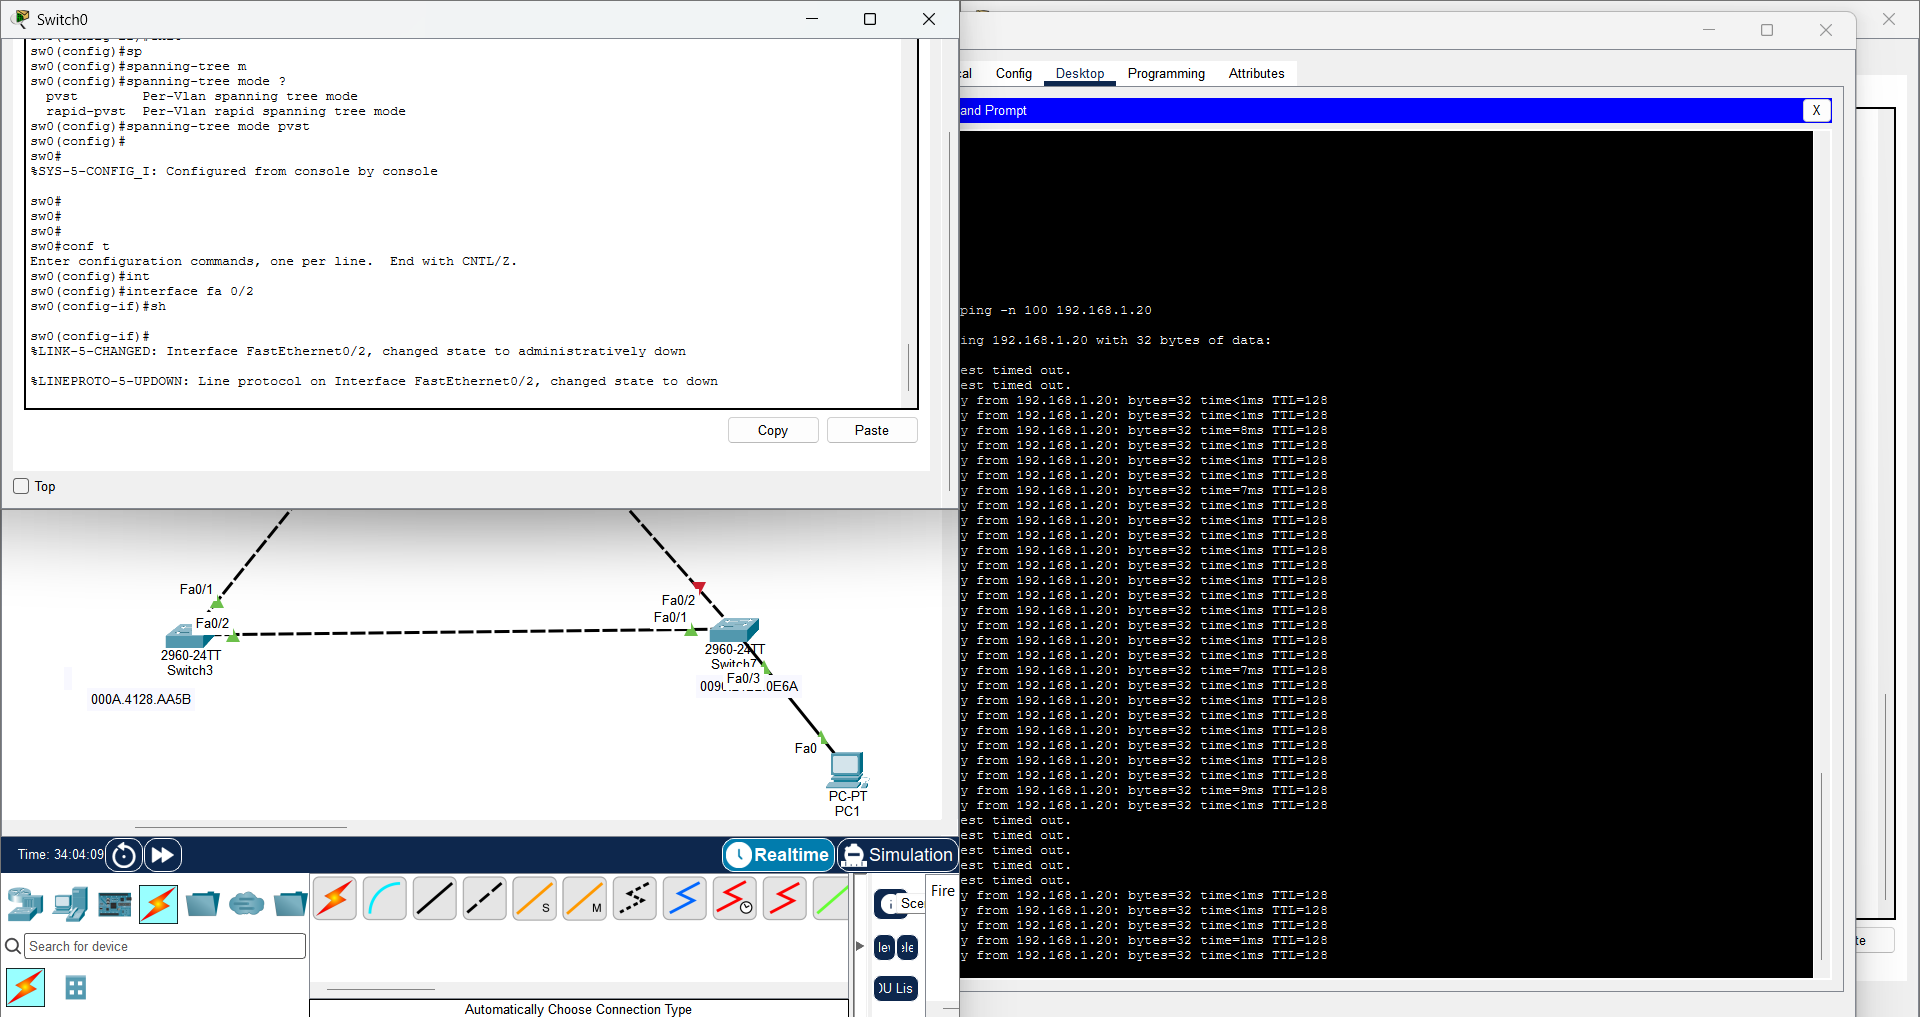 Switch0
sw0(config)#sp
sw0(config)#spanning-tree m
sw0(config)#spanning-tree mode ?
pvst Per-Vlan spanning tree mode
rapid-pvst Per-Vlan rapid spanning tree mode
sw0(config)#spanning-tree mode pvst
sw0(config)#
sw0#
%SYS-5-CONFIG_I: Configured from console by console
sw0#
sw0#
sw0#
sw0#conf t
Enter configuration commands, one per line. End with CNTL/Z.
sw0(config)#int
sw0(config)#interface fa 0/2
sw0(config-if)#sh
sw0(config-if)#
%LINK-5-CHANGED: Interface FastEthernet0/2, changed state to administratively down
%LINEPROTO-5-UPDOWN: Line protocol on Interface FastEthernet0/2, changed state to down
Copy
Paste
Top
Fa0/1
Fa0/2
2960-24TT
Switch3
000A.4128.AA5B
Fa0/2
Fa0/1
2960-24TT
Switch7
Fa0/3
0E6A
Fa0
PC-PT
PC1
Time: 34:04:09
Realtime
Simulation
S
M
Search for device
Automatically Choose Connection Type
Fire
Config
Desktop
Programming
Attributes
and Prompt
X
ping -n 100 192.168.1.20
ing 192.168.1.20 with 32 bytes of data:
est timed out.
est timed out.
y from 192.168.1.20: bytes=32 time<1ms TTL=128
y from 192.168.1.20: bytes=32 time<1ms TTL=128
y from 192.168.1.20: bytes=32 time=8ms TTL=128
y from 192.168.1.20: bytes=32 time<1ms TTL=128
y from 192.168.1.20: bytes=32 time<1ms TTL=128
y from 192.168.1.20: bytes=32 time<1ms TTL=128
y from 192.168.1.20: bytes=32 time=7ms TTL=128
y from 192.168.1.20: bytes=32 time<1ms TTL=128
y from 192.168.1.20: bytes=32 time<1ms TTL=128
y from 192.168.1.20: bytes=32 time<1ms TTL=128
y from 192.168.1.20: bytes=32 time<1ms TTL=128
y from 192.168.1.20: bytes=32 time<1ms TTL=128
y from 192.168.1.20: bytes=32 time<1ms TTL=128
y from 192.168.1.20: bytes=32 time<1ms TTL=128
y from 192.168.1.20: bytes=32 time<1ms TTL=128
y from 192.168.1.20: bytes=32 time<1ms TTL=128
y from 192.168.1.20: bytes=32 time<1ms TTL=128
y from 192.168.1.20: bytes=32 time<1ms TTL=128
y from 192.168.1.20: bytes=32 time=7ms TTL=128
y from 192.168.1.20: bytes=32 time<1ms TTL=128
y from 192.168.1.20: bytes=32 time<1ms TTL=128
y from 192.168.1.20: bytes=32 time<1ms TTL=128
y from 192.168.1.20: bytes=32 time<1ms TTL=128
y from 192.168.1.20: bytes=32 time<1ms TTL=128
y from 192.168.1.20: bytes=32 time<1ms TTL=128
y from 192.168.1.20: bytes=32 time<1ms TTL=128
y from 192.168.1.20: bytes=32 time=9ms TTL=128
y from 192.168.1.20: bytes=32 time<1ms TTL=128
est timed out.
est timed out.
est timed out.
est timed out.
est timed out.
y from 192.168.1.20: bytes=32 time<1ms TTL=128
y from 192.168.1.20: bytes=32 time<1ms TTL=128
y from 192.168.1.20: bytes=32 time<1ms TTL=128
y from 192.168.1.20: bytes=32 time=1ms TTL=128
y from 192.168.1.20: bytes=32 time<1ms TTL=128